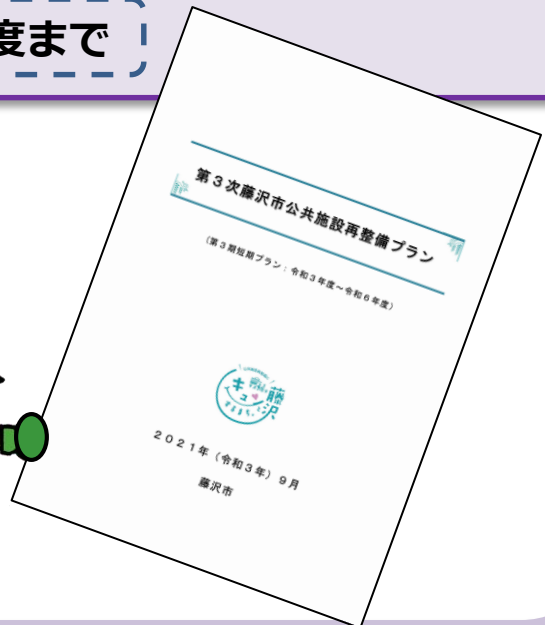 度まで
第3次藤沢市公共施設再整備プラン
(第3期短期プラン:令和3年度~令和6年度)
キュ
藤沢
2021年(令和3年)9月
藤沢市